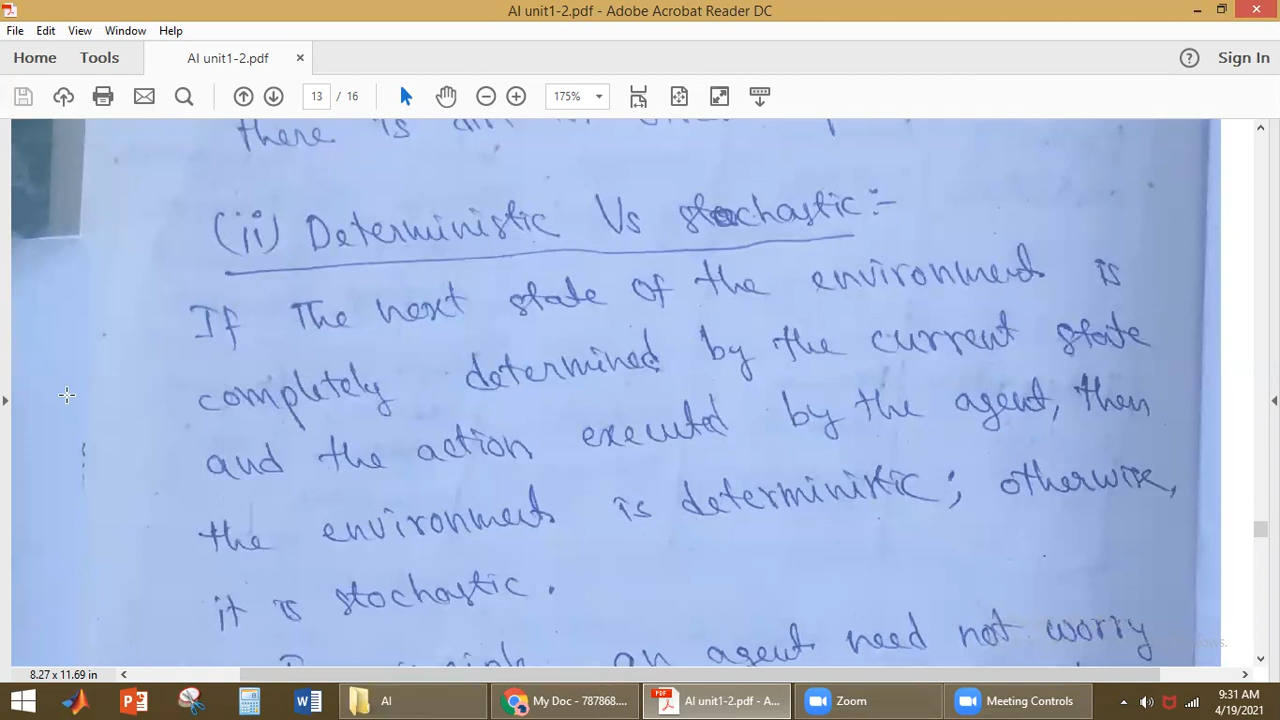 AI unit1-2.pdf - Adobe Acrobat Reader DC
File Edit View Window Help
Home Tools AI unit1-2.pdf × Sign In
13 / 16 175%
there is
(ii) Deterministic Vs stochastic:-
If The next state of the environment is
completely determined by the current state
and the action executed by the agent, then
the environment is deterministic; otherwise,
it is stochastic.
an agent need not worry
8.27 x 11.69 in
AI My Doc - 787868.... AI unit1-2.pdf - A... Zoom Meeting Controls
9:31 AM
4/19/2021